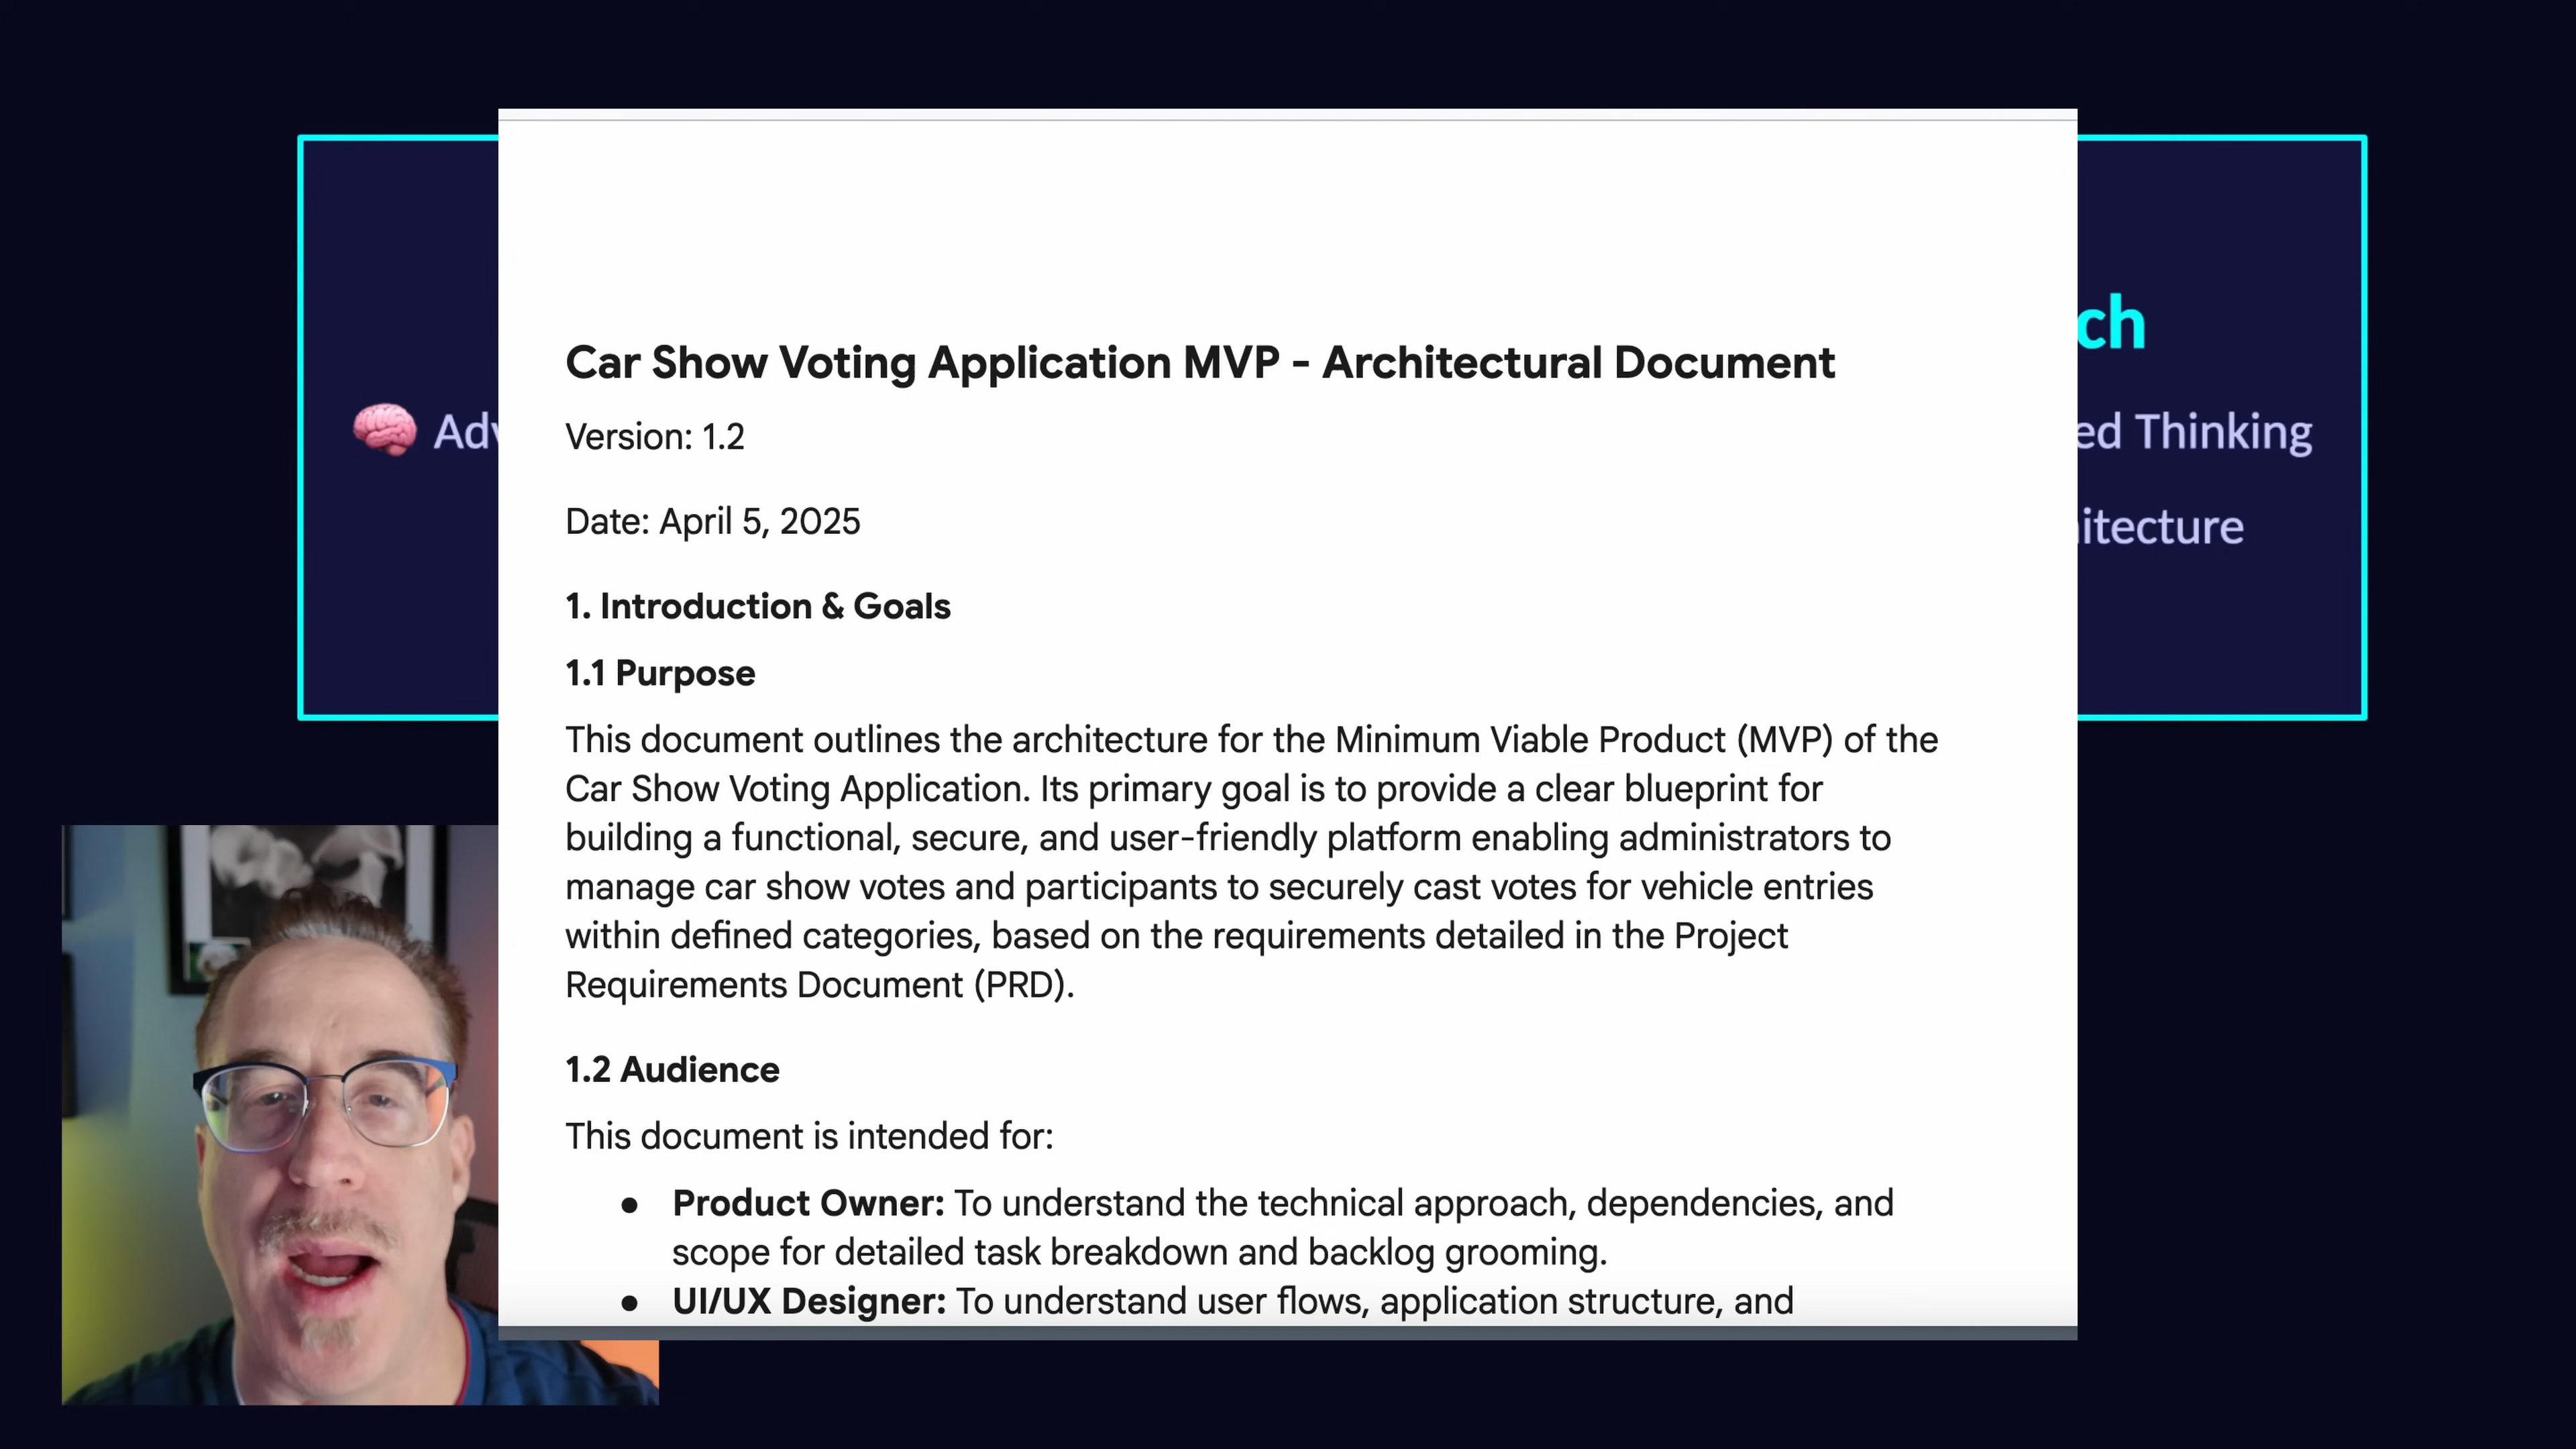 Car Show Voting Application MVP - Architectural Document
Version: 1.2
Date: April 5, 2025
1. Introduction & Goals
1.1 Purpose
This document outlines the architecture for the Minimum Viable Product (MVP) of the
Car Show Voting Application. Its primary goal is to provide a clear blueprint for
building a functional, secure, and user-friendly platform enabling administrators to
manage car show votes and participants to securely cast votes for vehicle entries
within defined categories, based on the requirements detailed in the Project
Requirements Document (PRD).
1.2 Audience
This document is intended for:
● Product Owner: To understand the technical approach, dependencies, and
scope for detailed task breakdown and backlog grooming.
● UI/UX Designer: To understand user flows, application structure, and
ch
Adv
ed Thinking
itecture